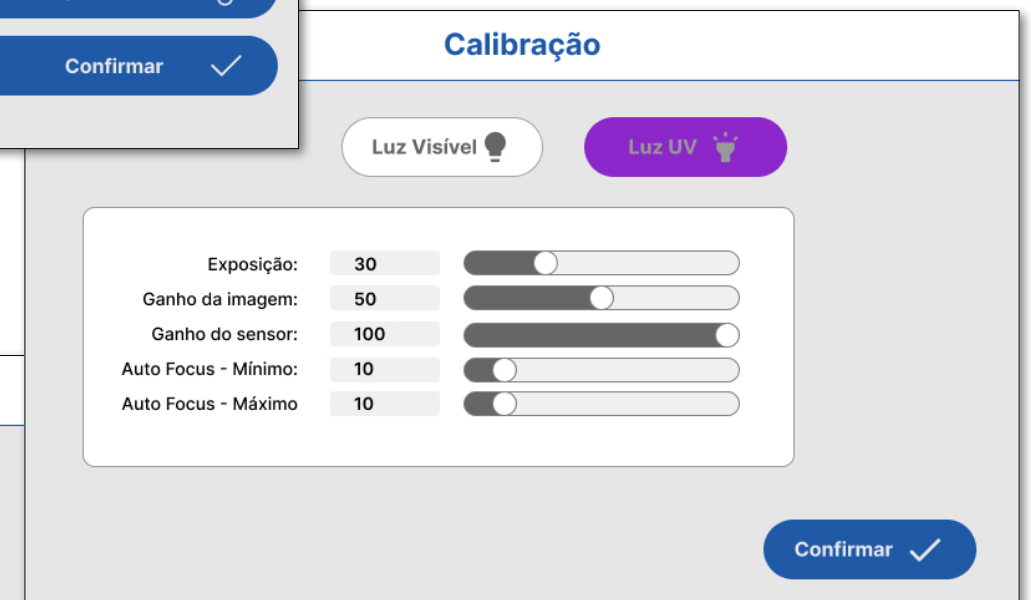 Confirmar
Calibração
Luz Visível
Luz UV
Exposição: 30
Ganho da imagem: 50
Ganho do sensor: 100
Auto Focus - Mínimo: 10
Auto Focus - Máximo 10
Confirmar